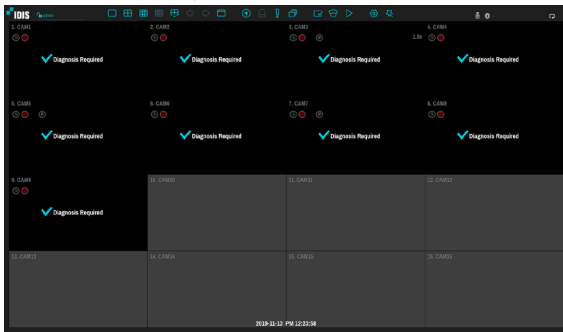 IDIS
1. CAM1
2. CAM2
3. CAM3
4. CAM4
1.0x
Diagnosis Required
Diagnosis Required
Diagnosis Required
Diagnosis Required
5. CAM5
6. CAM6
7. CAM7
8. CAM8
Diagnosis Required
Diagnosis Required
Diagnosis Required
Diagnosis Required
9. CAM9
10. CAM10
11. CAM11
12. CAM12
Diagnosis Required
13. CAM13
14. CAM14
15. CAM15
16. CAM16
2019-11-13 PM 12:23:58